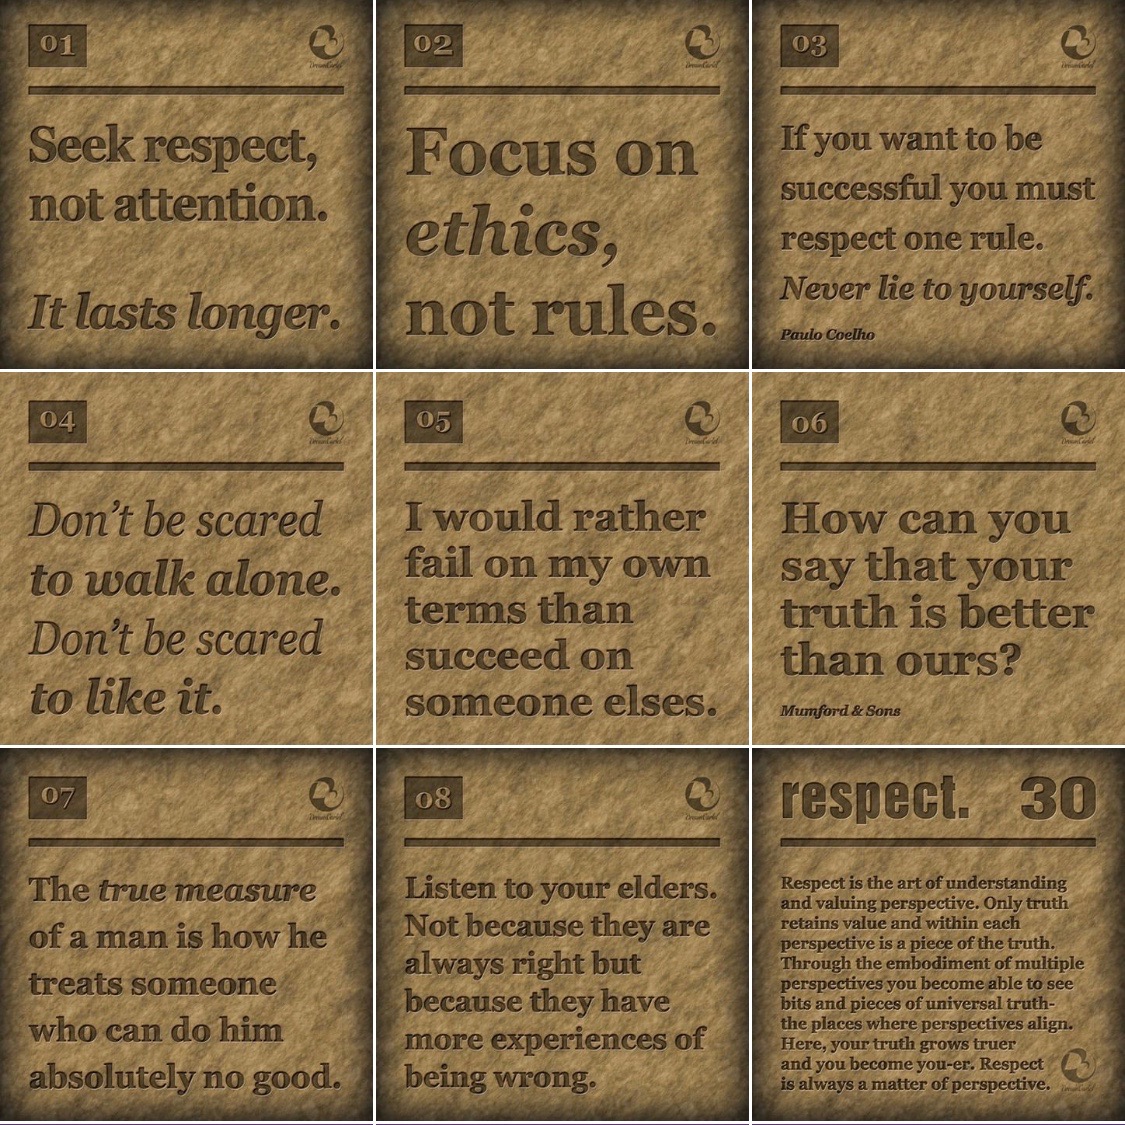 01
Seek respect,
not attention.
It lasts longer.
02
Focus on
ethics,
not rules.
03
If you want to be
successful you must
respect one rule.
Never lie to yourself.
Paulo Coelho
04
Don't be scared
to walk alone.
Don't be scared
to like it.
05
I would rather
fail on my own
terms than
succeed on
someone elses.
06
How can you
say that your
truth is better
than ours?
Mumford & Sons
07
The true measure
of a man is how he
treats someone
who can do him
absolutely no good.
08
Listen to your elders.
Not because they are
always right but
because they have
more experiences of
being wrong.
respect. 30
Respect is the art of understanding
and valuing perspective. Only truth
retains value and within each
perspective is a piece of the truth.
Through the embodiment of multiple
perspectives you become able to see
bits and pieces of universal truth-
the places where perspectives align.
Here, your truth grows truer
and you become you-er. Respect
is always a matter of perspective.